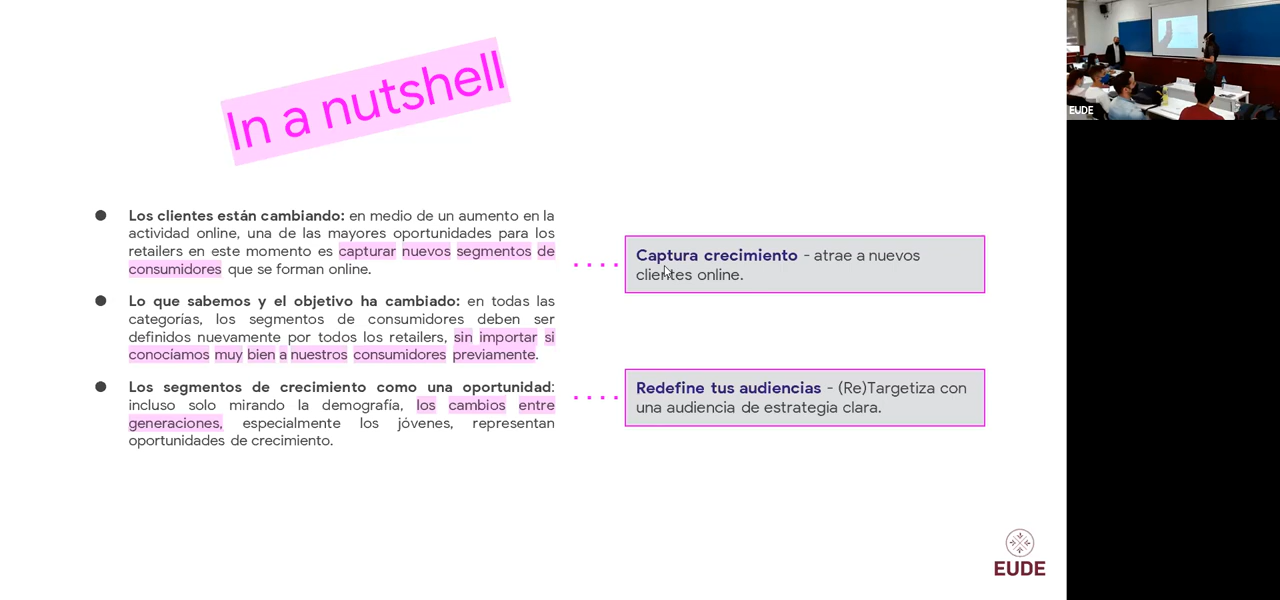 In a nutshell
● Los clientes están cambiando: en medio de un aumento en la
actividad online, una de las mayores oportunidades para los
retailers en este momento es capturar nuevos segmentos de
consumidores que se forman online.
● Lo que sabemos y el objetivo ha cambiado: en todas las
categorías, los segmentos de consumidores deben ser
definidos nuevamente por todos los retailers, sin importar si
conociamos muy bien a nuestros consumidores previamente.
● Los segmentos de crecimiento como una oportunidad:
incluso solo mirando la demografía, los cambios entre
generaciones, especialmente los jóvenes, representan
oportunidades de crecimiento.
Captura crecimiento - atrae a nuevos
clientes online.
Redefine tus audiencias - (Re)Targetiza con
una audiencia de estrategia clara.
EUDE
EUDE